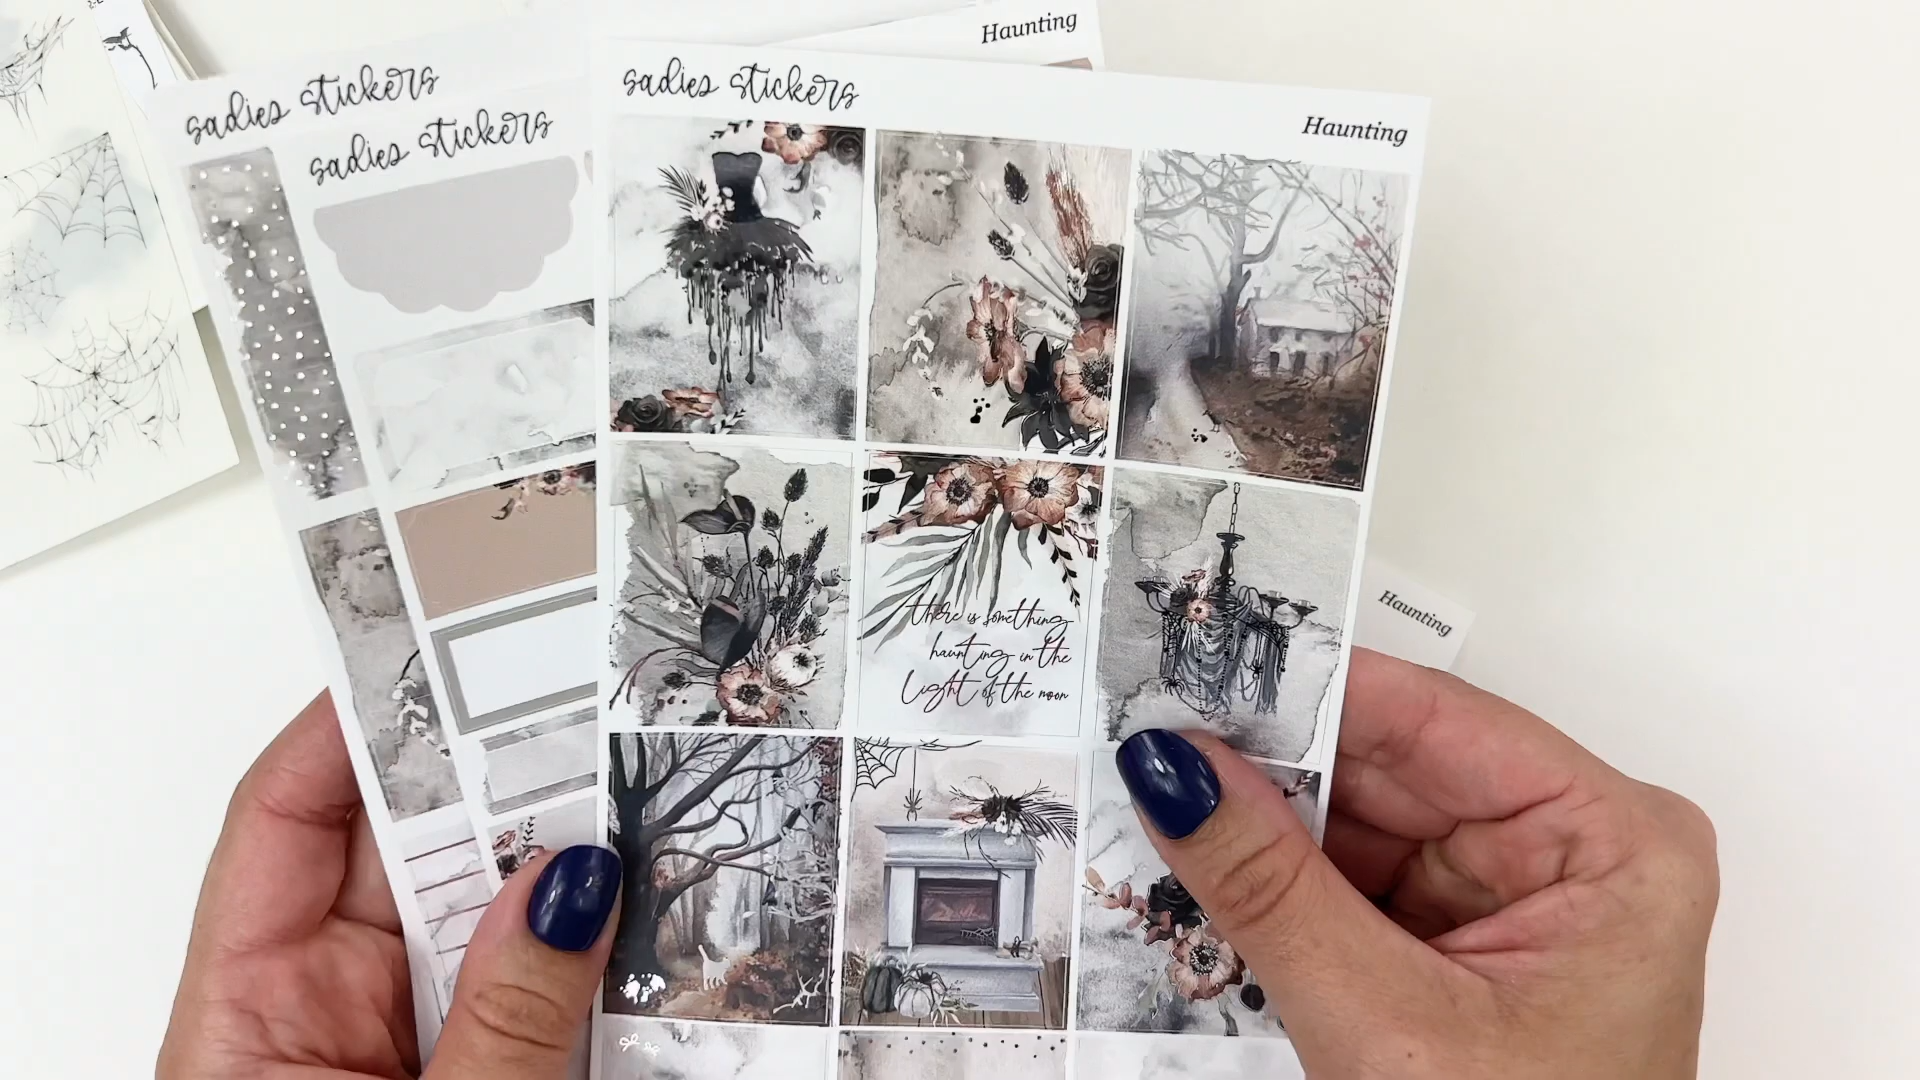 Haunting
sadies stickers
sadies stickers
sadies stickers
Haunting
there is something
haunting in the
light of the moon
Haunting